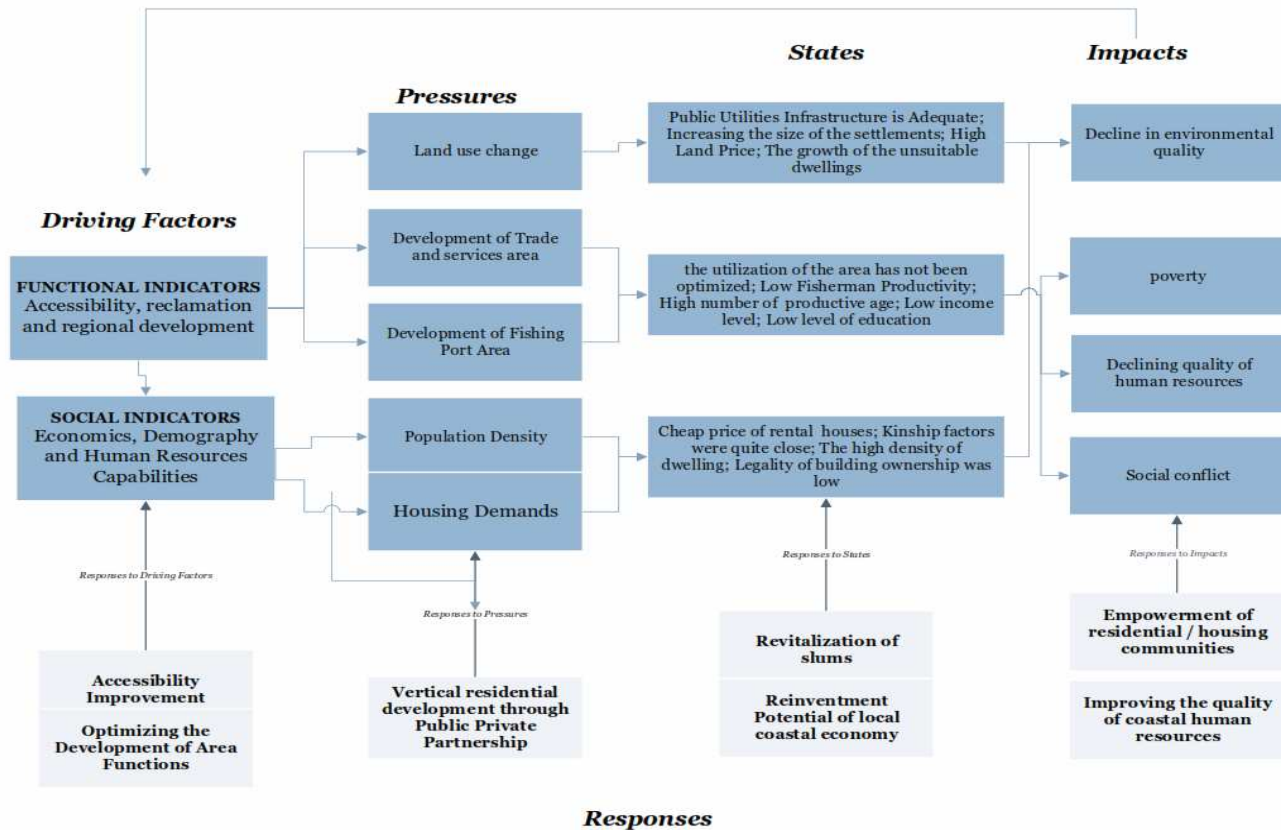 States
Impacts
Pressures
Driving Factors
FUNCTIONAL INDICATORS
Accessibility, reclamation
and regional development
SOCIAL INDICATORS
Economics, Demography
and Human Resources
Capabilities
Land use change
Development of Trade
and services area
Development of Fishing
Port Area
Population Density
Housing Demands
Public Utilities Infrastructure is Adequate;
Increasing the size of the settlements; High
Land Price; The growth of the unsuitable
dwellings
the utilization of the area has not been
optimized; Low Fisherman Productivity;
High number of productive age; Low income
level; Low level of education
Cheap price of rental houses; Kinship factors
were quite close; The high density of
dwelling; Legality of building ownership was
low
Decline in environmental
quality
poverty
Declining quality of
human resources
Social conflict
Responses to Driving Factors
Responses to Pressures
Responses to States
Responses to Impacts
Accessibility
Improvement
Optimizing the
Development of Area
Functions
Vertical residential
development through
Public Private
Partnership
Revitalization of
slums
Reinventment
Potential of local
coastal economy
Empowerment of
residential / housing
communities
Improving the quality
of coastal human
resources
Responses